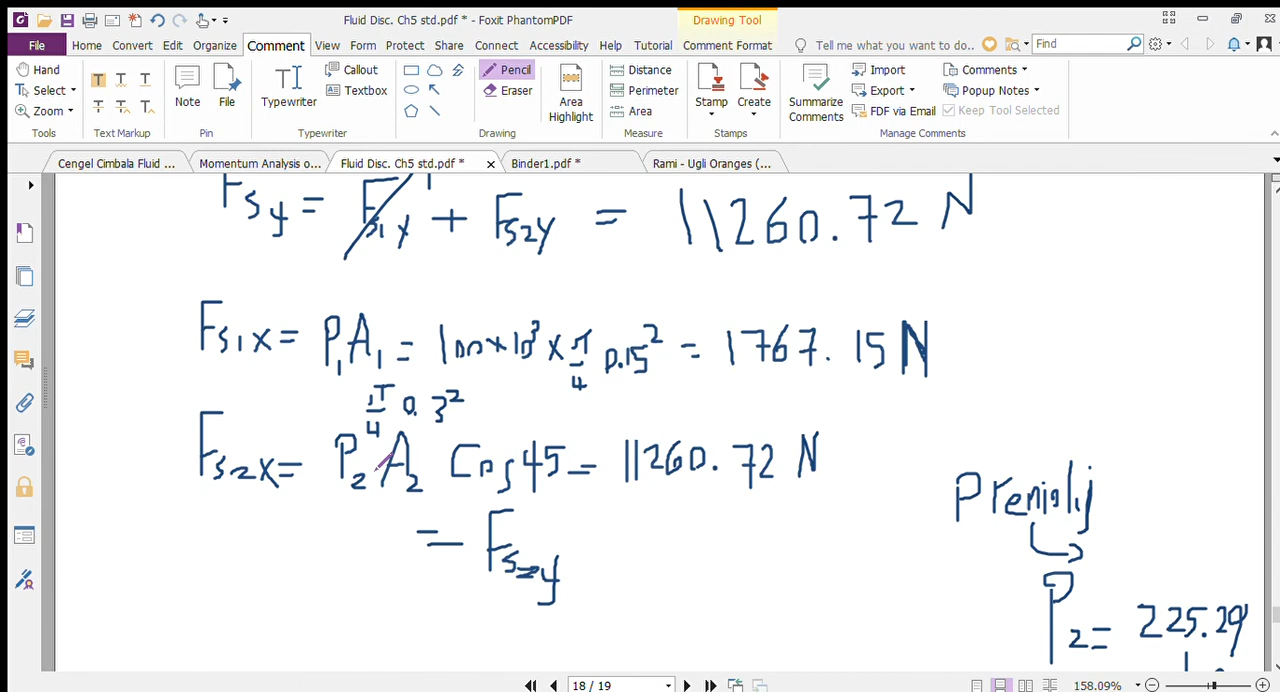 Fluid Disc. Ch5 std.pdf * - Foxit PhantomPDF
Drawing Tool
File Home Convert Edit Organize Comment View Form Protect Share Connect Accessibility Help Tutorial Comment Format Tell me what you want to do.. Find
Hand
Select
Zoom
Tools
T T T
T T T
Text Markup
Note
File
Pin
Typewriter
Callout
Textbox
Typewriter
Pencil
Eraser
Drawing
Area Highlight
Distance
Perimeter
Area
Measure
Stamp
Create
Stamps
Summarize Comments
Import
Export
FDF via Email
Comments
Popup Notes
Keep Tool Selected
Manage Comments
Cengel Cimbala Fluid ... Momentum Analysis o... Fluid Disc. Ch5 std.pdf * Binder1.pdf * Rami - Ugli Oranges (...
Fsy = Fs1y + Fs2y = 11260.72 N
Fs1x = P1A1 = 100×10³ × π/4 0.15² = 1767.15 N
π/4 0.3²
Fs2x = P2 A2 Cos 45 = 11260.72 N
= Fs2y
P2 = 225.29
18 / 19
158.09%